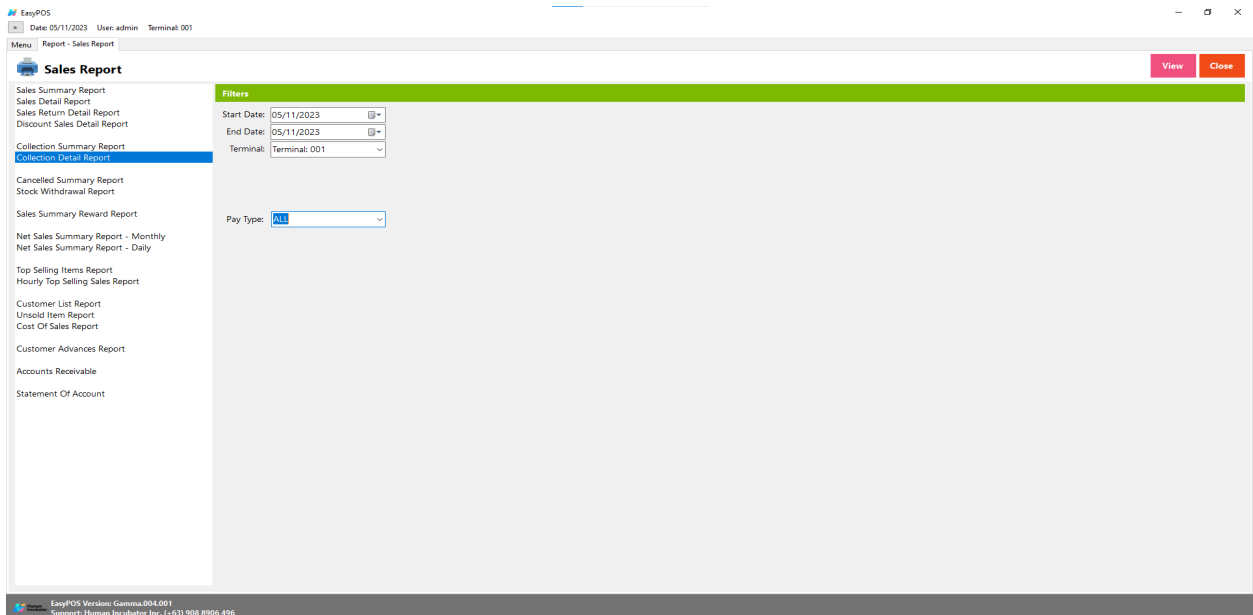 EasyPOS
Date: 05/11/2023 User: admin Terminal: 001
Menu Report - Sales Report
Sales Report
View Close
Sales Summary Report
Sales Detail Report
Sales Return Detail Report
Discount Sales Detail Report
Collection Summary Report
Collection Detail Report
Cancelled Summary Report
Stock Withdrawal Report
Sales Summary Reward Report
Net Sales Summary Report - Monthly
Net Sales Summary Report - Daily
Top Selling Items Report
Hourly Top Selling Sales Report
Customer List Report
Unsold Item Report
Cost Of Sales Report
Customer Advances Report
Accounts Receivable
Statement Of Account
Filters
Start Date: 05/11/2023
End Date: 05/11/2023
Terminal: Terminal: 001
Pay Type: ALL
Human Incubator
EasyPOS Version: Gamma.004.001
Support: Human Incubator Inc. (+63) 908 8906 496